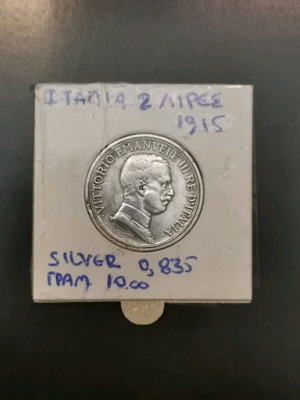 ΙΤΑΛΙΑ 2 ΛΙΡΕΣ
1915
VITTORIO EMANVELE III RE D'ITALIA
SILVER 0,835
ΓΡΑΜ 10.00